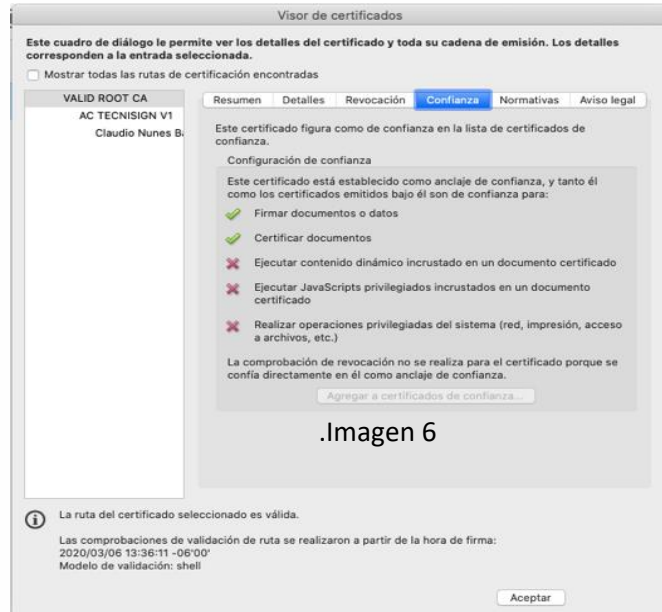 Visor de certificados
Este cuadro de diálogo le permite ver los detalles del certificado y toda su cadena de emisión. Los detalles
corresponden a la entrada seleccionada.
Mostrar todas las rutas de certificación encontradas
VALID ROOT CA
AC TECNISIGN V1
Claudio Nunes Ba
Resumen Detalles Revocación Confianza Normativas Aviso legal
Este certificado figura como de confianza en la lista de certificados de
confianza.
Configuración de confianza
Este certificado está establecido como anclaje de confianza, y tanto él
como los certificados emitidos bajo él son de confianza para:
Firmar documentos o datos
Certificar documentos
Ejecutar contenido dinámico incrustado en un documento certificado
Ejecutar JavaScripts privilegiados incrustados en un documento
certificado
Realizar operaciones privilegiadas del sistema (red, impresión, acceso
a archivos, etc.)
La comprobación de revocación no se realiza para el certificado porque se
confía directamente en él como anclaje de confianza.
Agregar a certificados de confianza...
.Imagen 6
La ruta del certificado seleccionado es válida.
Las comprobaciones de validación de ruta se realizaron a partir de la hora de firma:
2020/03/06 13:36:11 -06'00'
Modelo de validación: shell
Aceptar